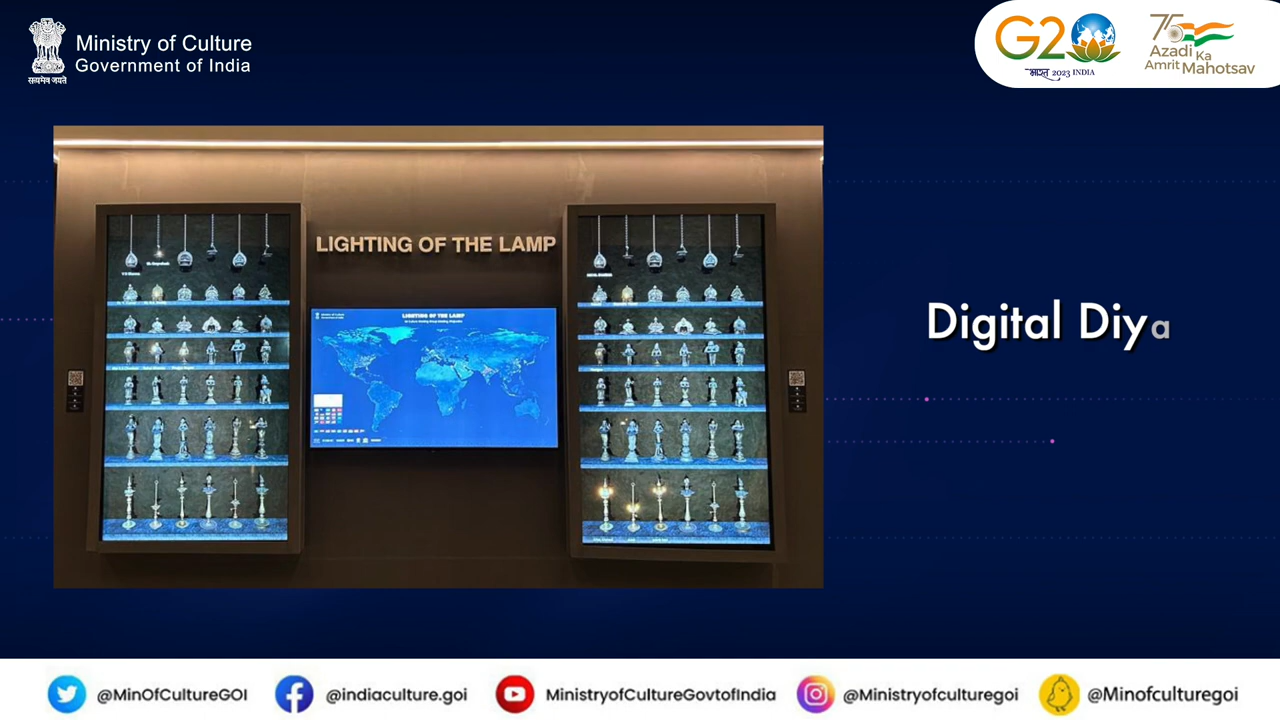 Ministry of Culture
Government of India
सत्यमेव जयते
G20
भारत 2023 INDIA
75
Azadi Ka
Amrit Mahotsav
LIGHTING OF THE LAMP
LIGHTING OF THE LAMP
Digital Diya
@MinOfCultureGOI
@indiaculture.goi
MinistryofCultureGovtofIndia
@Ministryofculturegoi
@Minofculturegoi